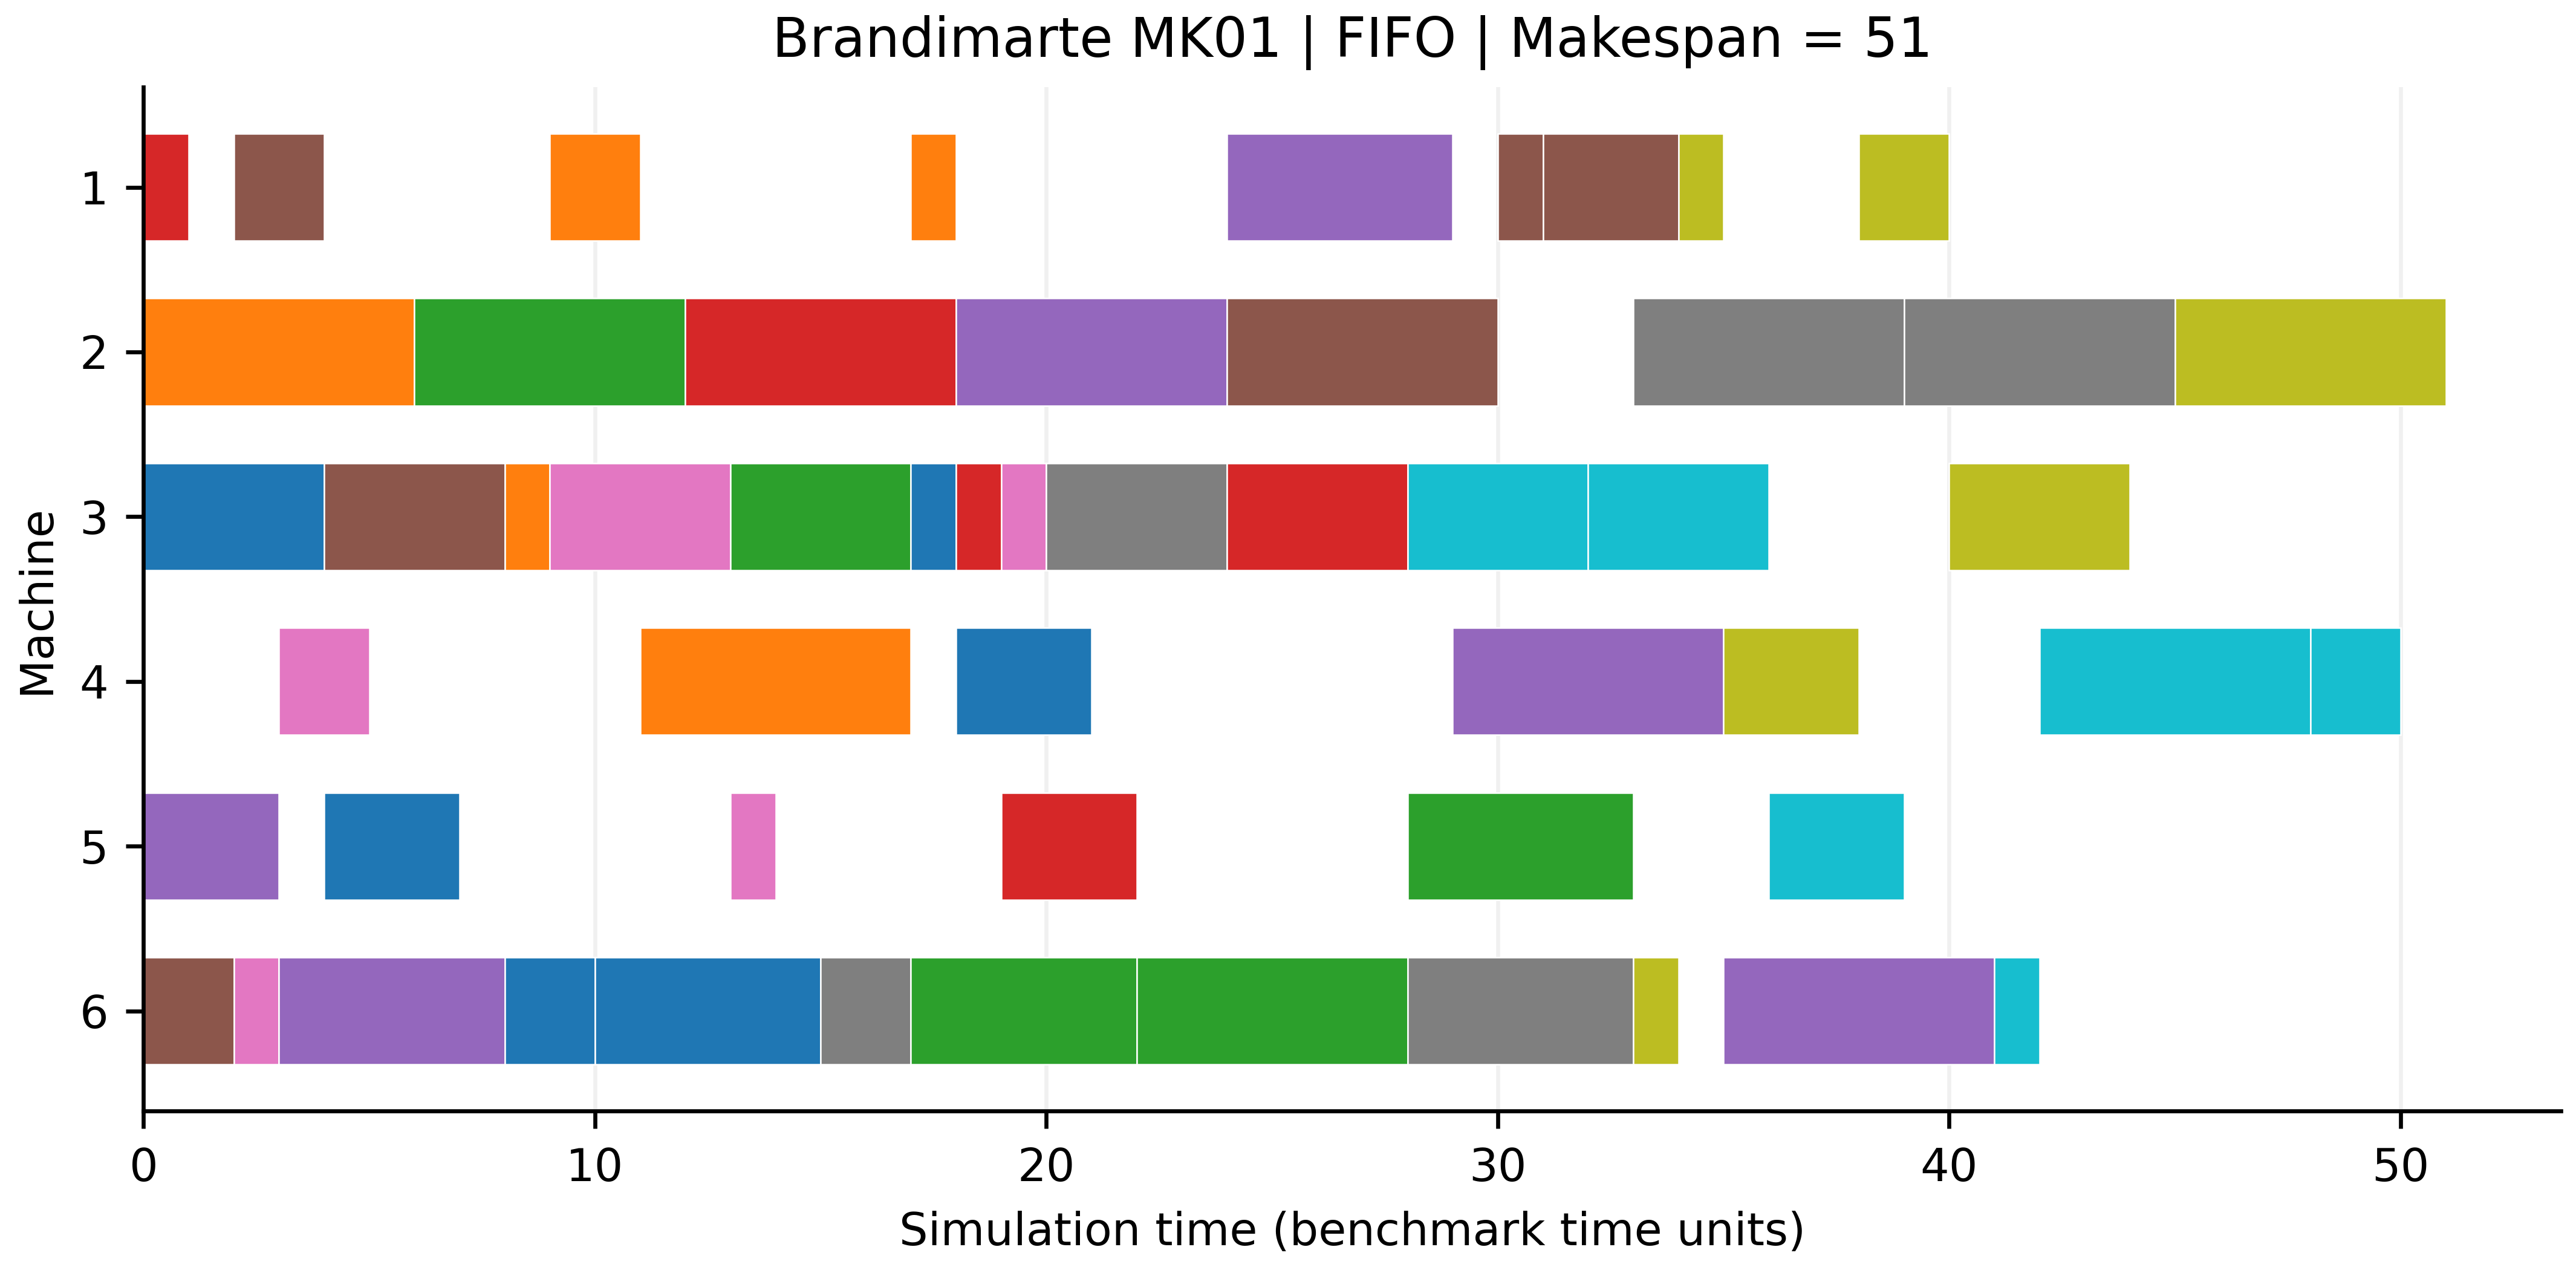 Brandimarte MK01 | FIFO | Makespan = 51
Machine
1
2
3
4
5
6
0 10 20 30 40 50
Simulation time (benchmark time units)